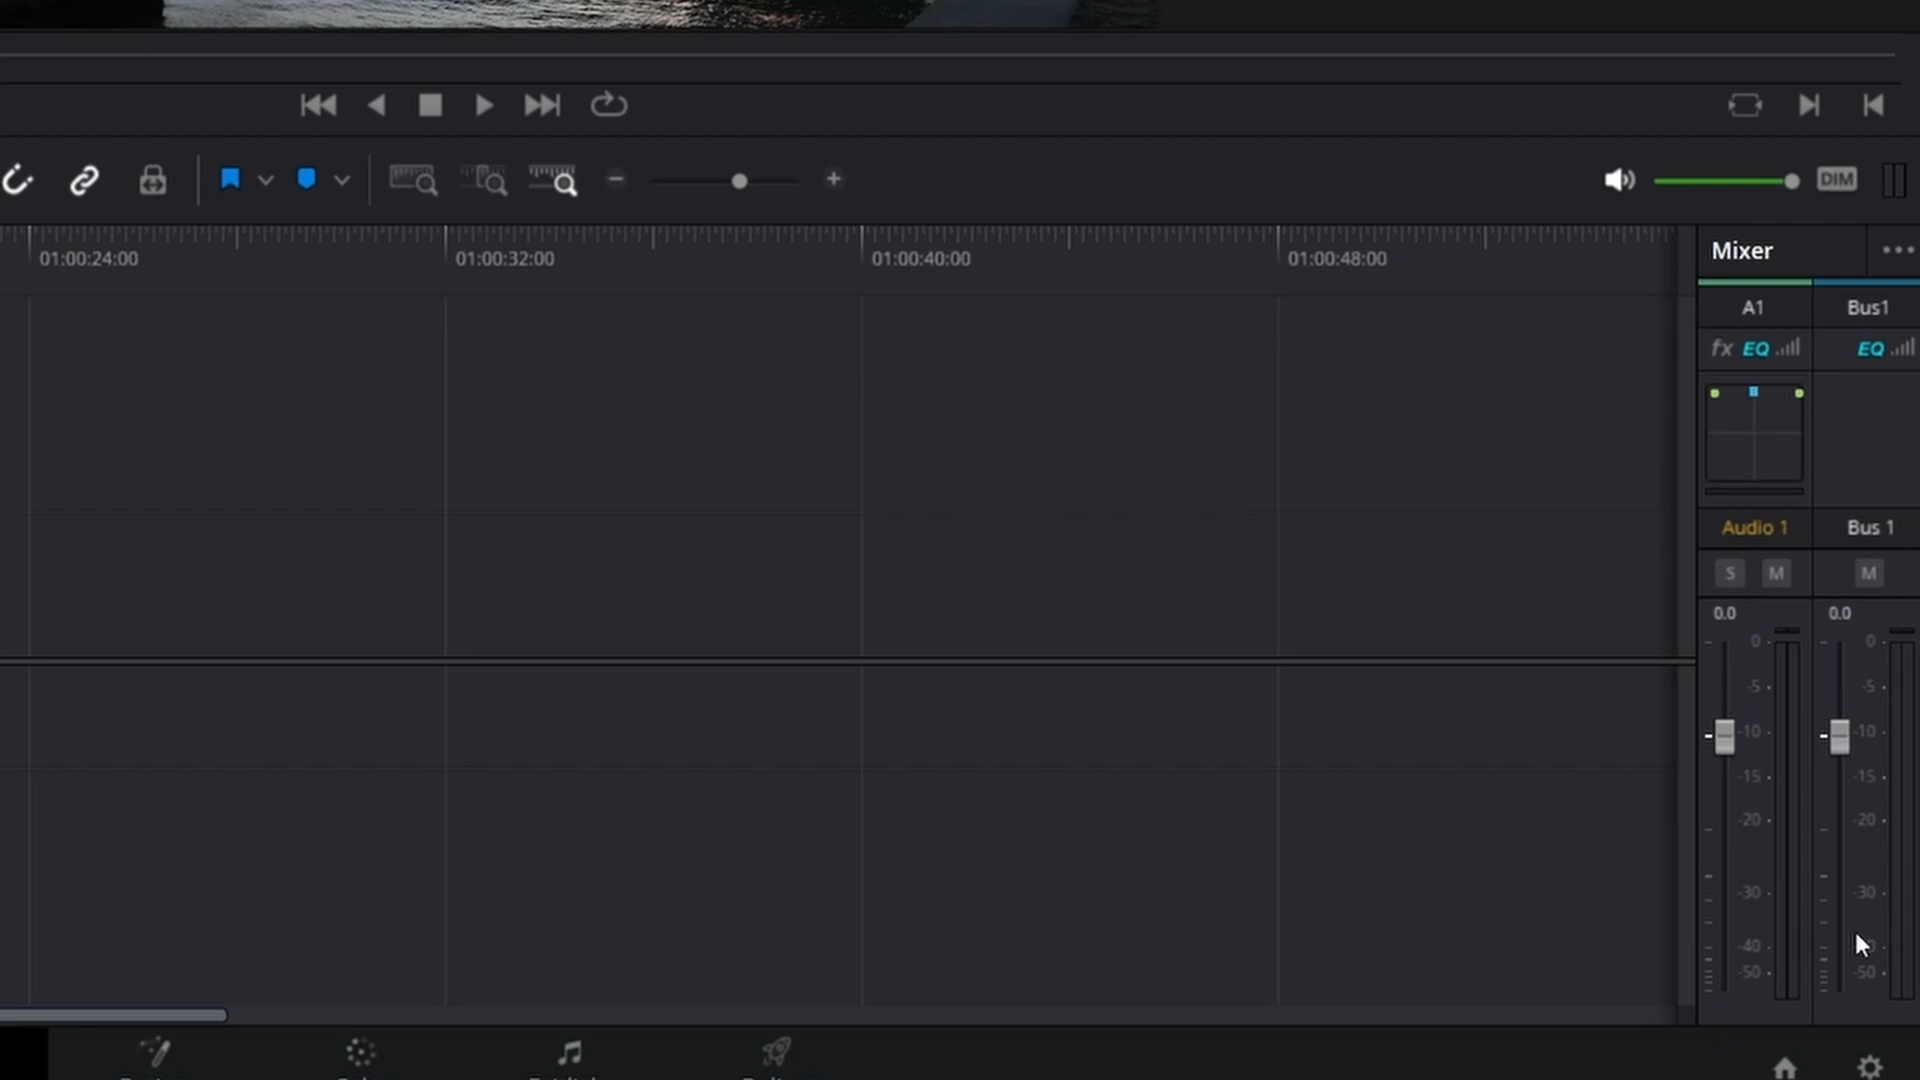 DIM
01:00:24:00
01:00:32:00
01:00:40:00
01:00:48:00
Mixer
A1
Bus1
fx EQ
EQ
Audio 1
Bus 1
S M
M
0.0
0.0
0
0
-5
-5
-10
-10
-15
-15
-20
-20
-30
-30
-40
-50
-50